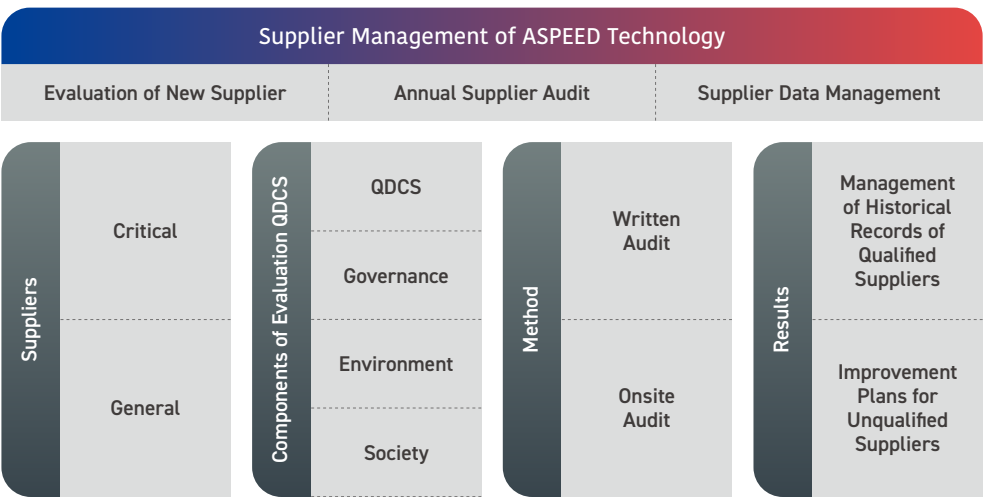 Supplier Management of ASPEED Technology
Evaluation of New Supplier
Annual Supplier Audit
Supplier Data Management
Suppliers
Critical
General
Components of Evaluation QDCS
QDCS
Governance
Environment
Society
Method
Written
Audit
Onsite
Audit
Results
Management
of Historical
Records of
Qualified
Suppliers
Improvement
Plans for
Unqualified
Suppliers